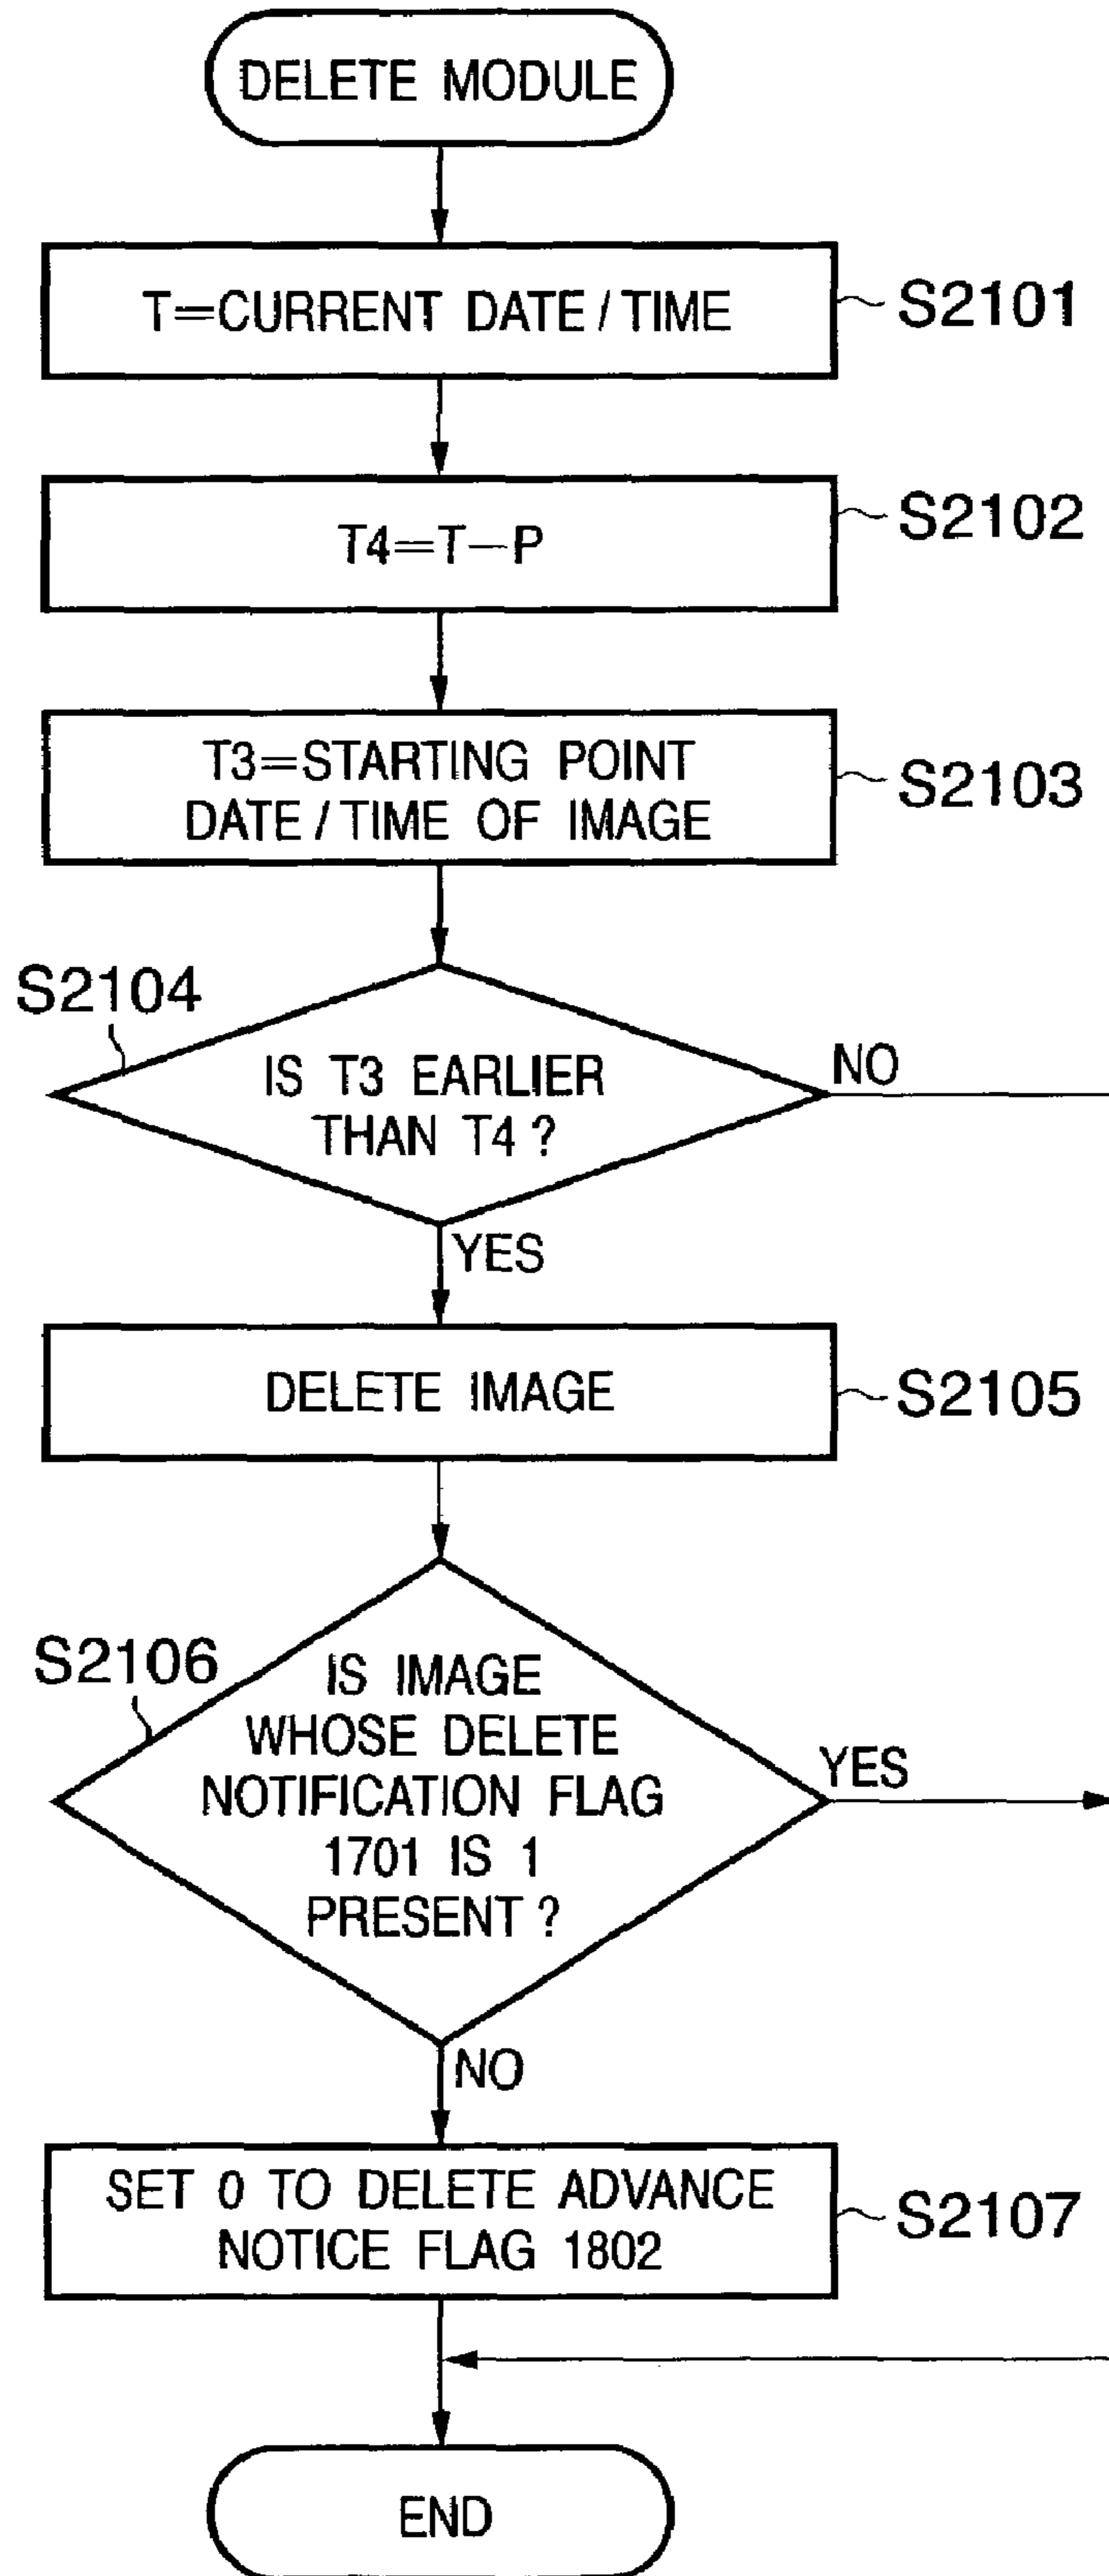 DELETE MODULE
T=CURRENT DATE/TIME
S2101
T4=T-P
S2102
T3=STARTING POINT
DATE/TIME OF IMAGE
S2103
S2104
IS T3 EARLIER
THAN T4?
NO
YES
DELETE IMAGE
S2105
S2106
IS IMAGE
WHOSE DELETE
NOTIFICATION FLAG
1701 IS 1
PRESENT?
YES
NO
SET 0 TO DELETE ADVANCE
NOTICE FLAG 1802
S2107
END